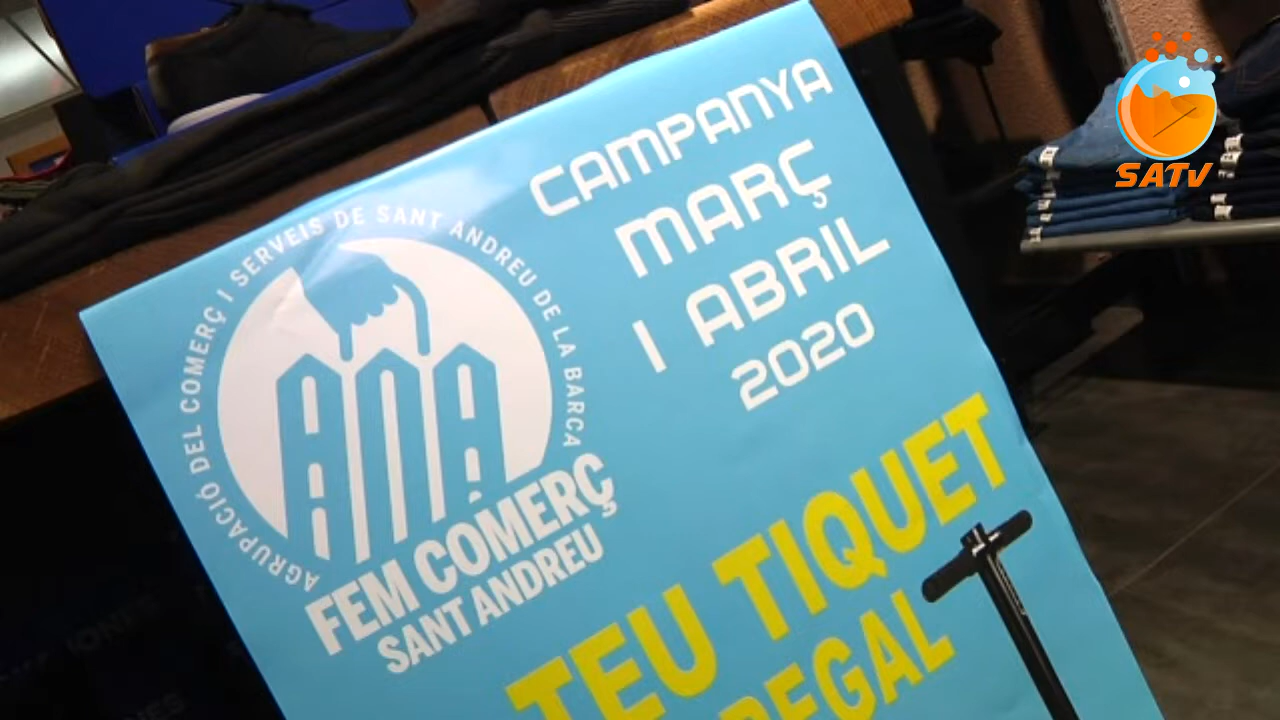 SATV
CAMPANYA
MARÇ
I ABRIL
2020
AGRUPACIÓ DEL COMERÇ I SERVEIS DE SANT ANDREU DE LA BARCA
FEM COMERÇ
SANT ANDREU
TEU TIQUET
REGAL